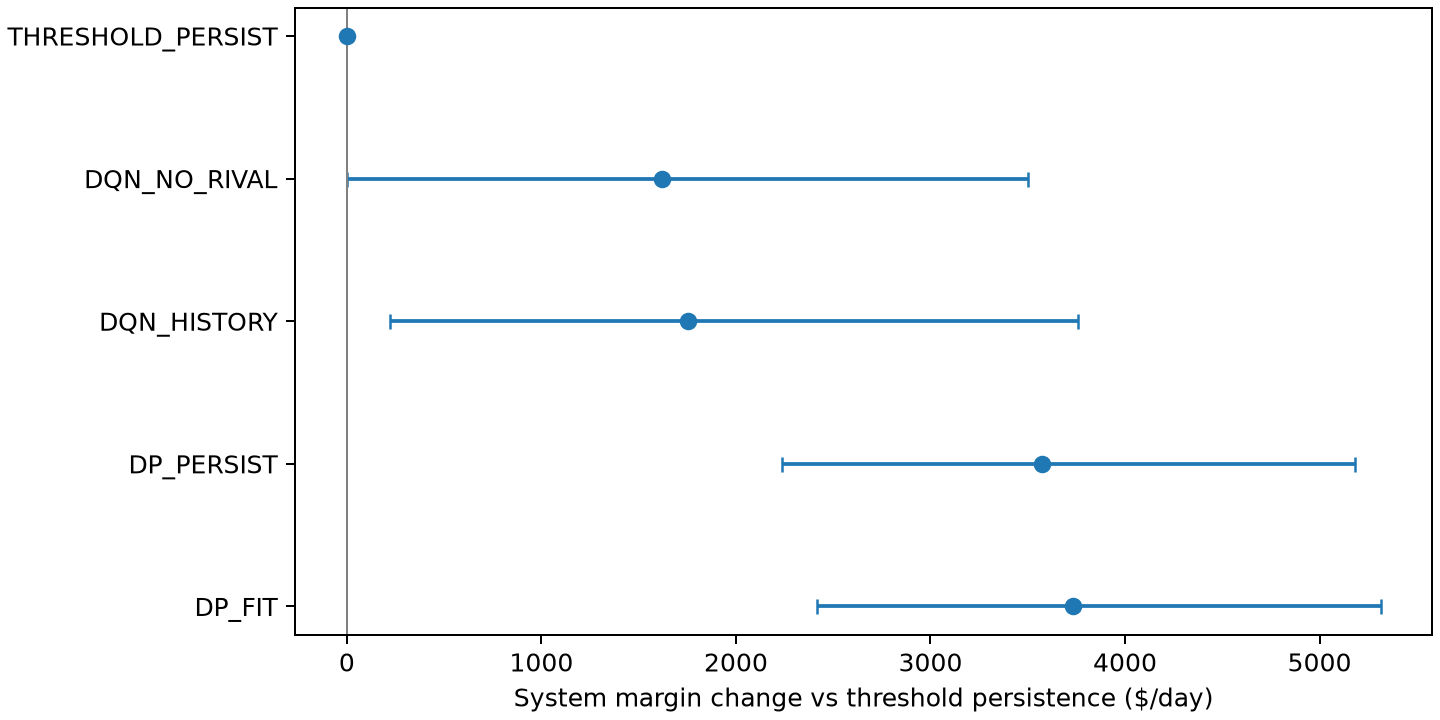 THRESHOLD_PERSIST
DQN_NO_RIVAL
DQN_HISTORY
DP_PERSIST
DP_FIT
0 1000 2000 3000 4000 5000
System margin change vs threshold persistence ($/day)